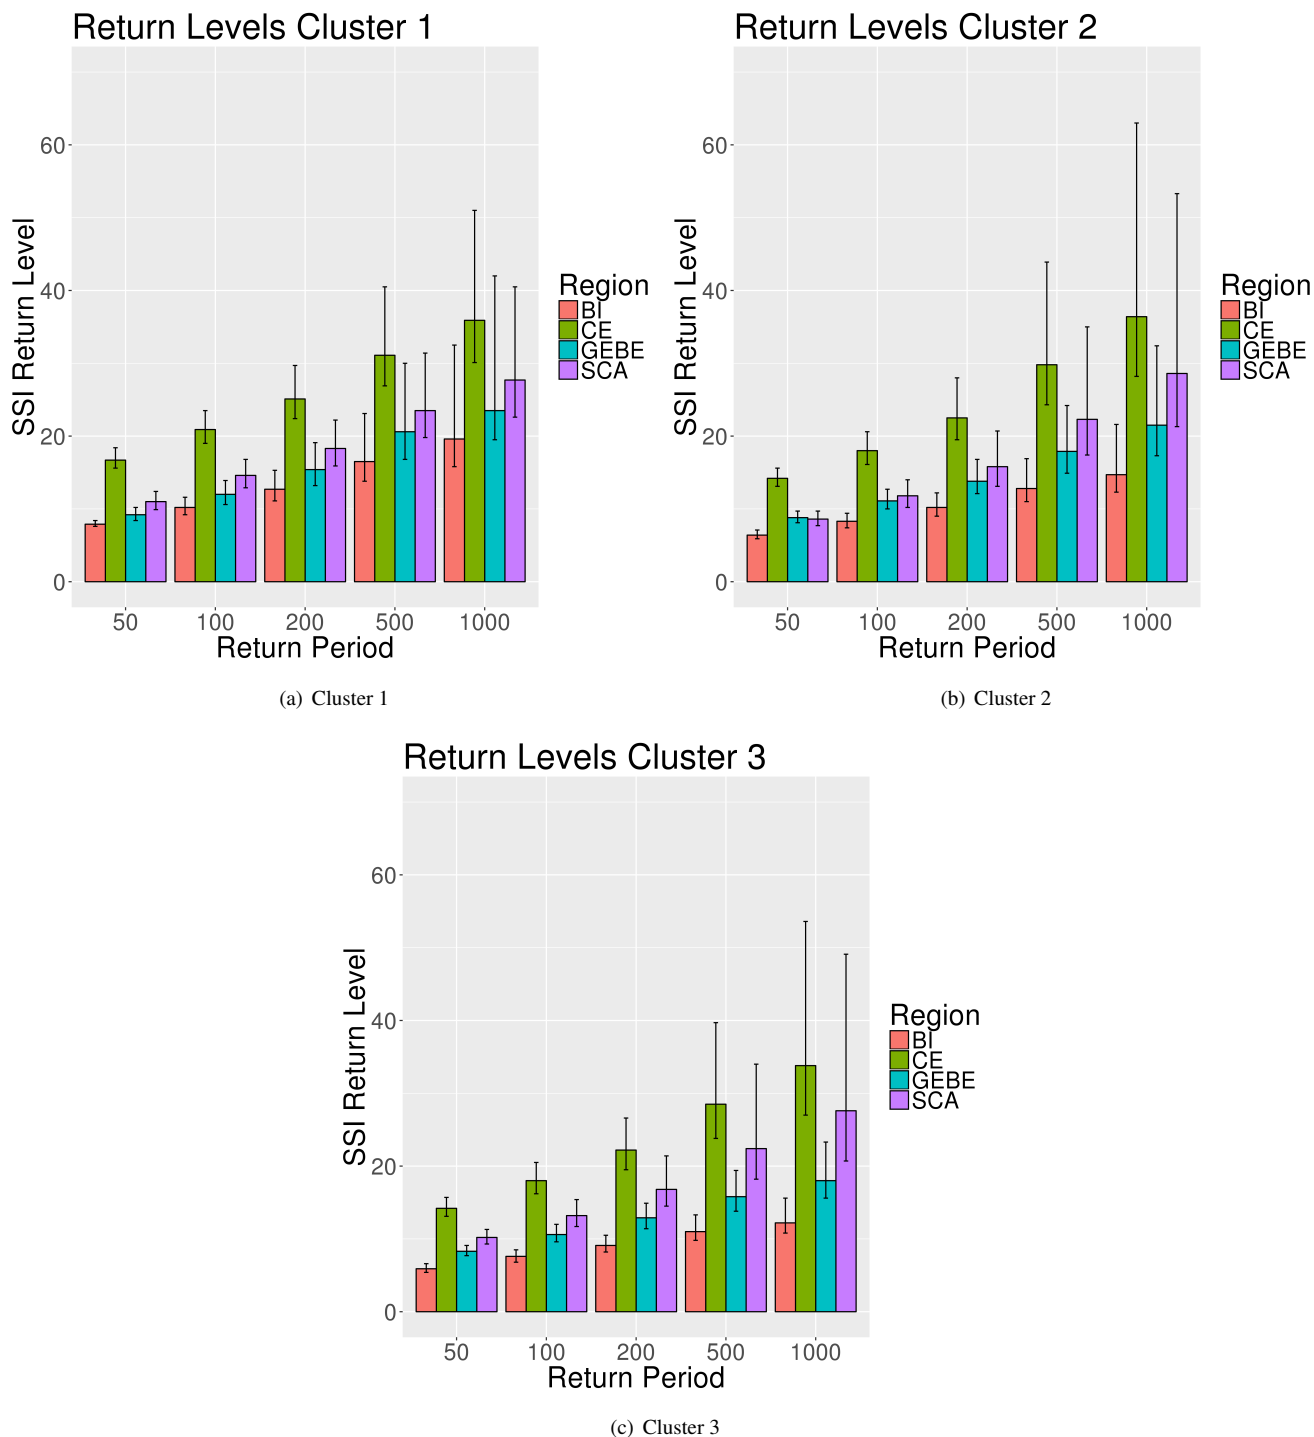 Return Levels Cluster 1
SSI Return Level
60
40
20
0
50 100 200 500 1000
Return Period
Region
BI
CE
GEBE
SCA
(a) Cluster 1
Return Levels Cluster 2
SSI Return Level
60
40
20
0
50 100 200 500 1000
Return Period
Region
BI
CE
GEBE
SCA
(b) Cluster 2
Return Levels Cluster 3
SSI Return Level
60
40
20
0
50 100 200 500 1000
Return Period
Region
BI
CE
GEBE
SCA
(c) Cluster 3